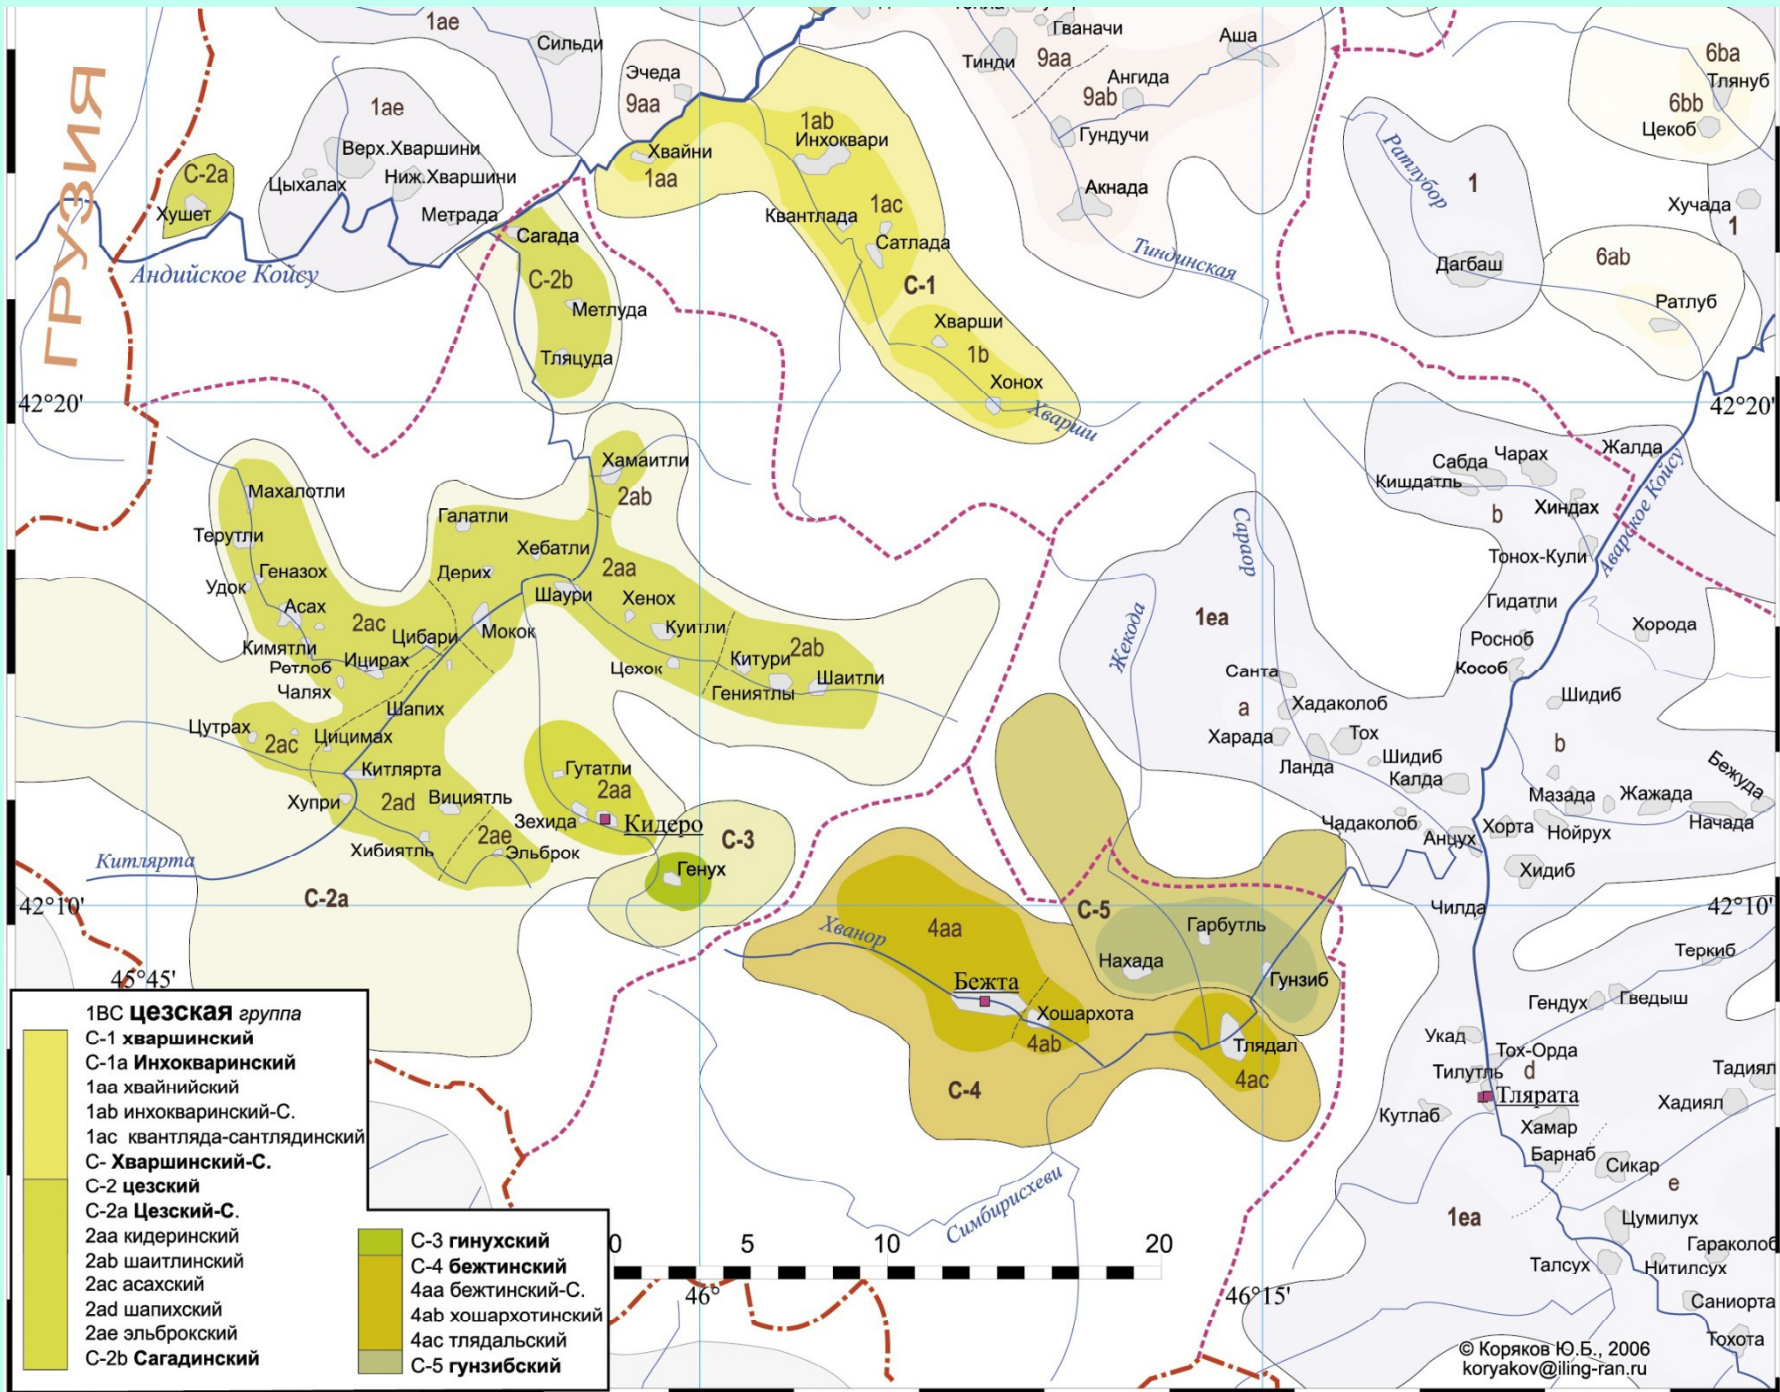 Сильди
1ae
Тинди
Гваначи
9aa
Аша
6ba
Тлянуб
Эчеда
9aa
Ангида
9ab
6bb
Цекоб
1ae
1ab
Инхоквари
Гундучи
Верх.Хваршини
Хвайни
1aa
Ратлубор
1
ГРУЗИЯ
С-2a
Цыхалах
Ниж.Хваршини
Акнада
Хучада
1
Хушет
Метрада
Квантлада
1ac
Сатлада
Сагада
Тиндинская
Андийское Койсу
С-2b
С-1
Дагбаш
6ab
Метлуда
Ратлуб
Хварши
1b
Тляцуда
Хонох
42°20'
Хварши
42°20'
Хамаитли
2ab
Сабда
Чарах
Жалда
Кишдатль
Махалотли
Хиндах
b
Галатли
Сараор
Аварское Койсу
Терутли
Хебатли
Тонох-Кули
Геназох
Удок
Дерих
2aa
Шаури
Хенох
Гидатли
Асах
2ac
Цибари
Мокок
Куитли
1ea
Жекода
Хорода
Росноб
Кимятли
Ретлоб
Ицирах
Цехок
Китури
2ab
Кособ
Чалях
Гениятлы
Шаитли
Санта
Шидиб
Шапих
a
Хадаколоб
Цутрах
2ac
Цицимах
Харада
Тох
b
Ланда
Шидиб
Бежуда
Китлярта
Гутатли
Калда
Хупри
2ad
Вициятль
2aa
Мазада
Жажада
Зехида
Кидеро
Чадаколоб
Анцух
Хорта
Нойрух
Начада
2ae
С-3
Хибиятль
Эльброк
Китлярта
Генух
Хидиб
С-2a
42°10'
С-5
Чилда
42°10'
Хванор
4aa
Гарбутль
Теркиб
45°45'
Нахада
Бежта
Гунзиб
Гендух
Гведыш
Хошархота
4ab
Тлядал
Укад
Тох-Орда
4ac
Тилутль
d
Тадиял
С-4
Тлярата
Кутлаб
Хадиял
Хамар
Барнаб
Сикар
e
Симбирисхеви
1ea
Цумилух
Гараколоб
Талсух
Нитилсух
Саниорта
Тохота
1ВС цезская группа
С-1 хваршинский
С-1а Инхокваринский
1aa хвайнийский
1ab инхокваринский-С.
1ac квантляда-сантлядинский
С- Хваршинский-С.
С-2 цезский
С-2a Цезский-С.
2aa кидеринский
2ab шаитлинский
2ac асахский
2ad шапихский
2ae эльброкский
С-2b Сагадинский
С-3 гинухский
С-4 бежтинский
4aa бежтинский-С.
4ab хошархотинский
4ac тлядальский
С-5 гунзибский
0 5 10 20
46°
46°15'
© Коряков Ю.Б., 2006
koryakov@iling-ran.ru